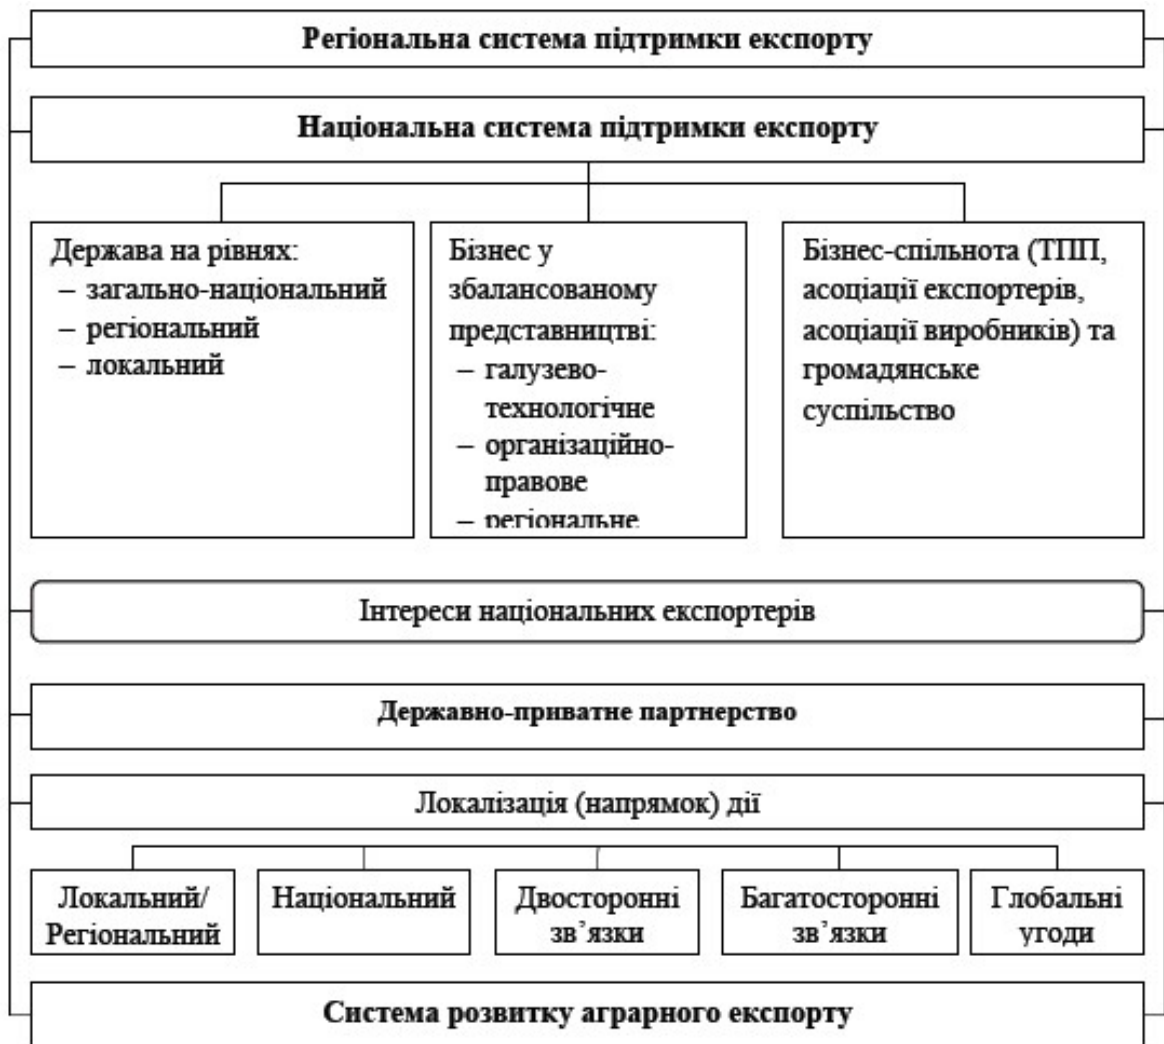 Регіональна система підтримки експорту
Національна система підтримки експорту
Держава на рівнях:
– загально-національний
– регіональний
– локальний
Бізнес у
збалансованому
представництві:
– галузево-
технологічне
– організаційно-
правове
– регіональне
Бізнес-спільнота (ТПП,
асоціації експортерів,
асоціації виробників) та
громадянське
суспільство
Інтереси національних експортерів
Державно-приватне партнерство
Локалізація (напрямок) дії
Локальний/
Регіональний
Національний
Двосторонні
зв’язки
Багатосторонні
зв’язки
Глобальні
угоди
Система розвитку аграрного експорту